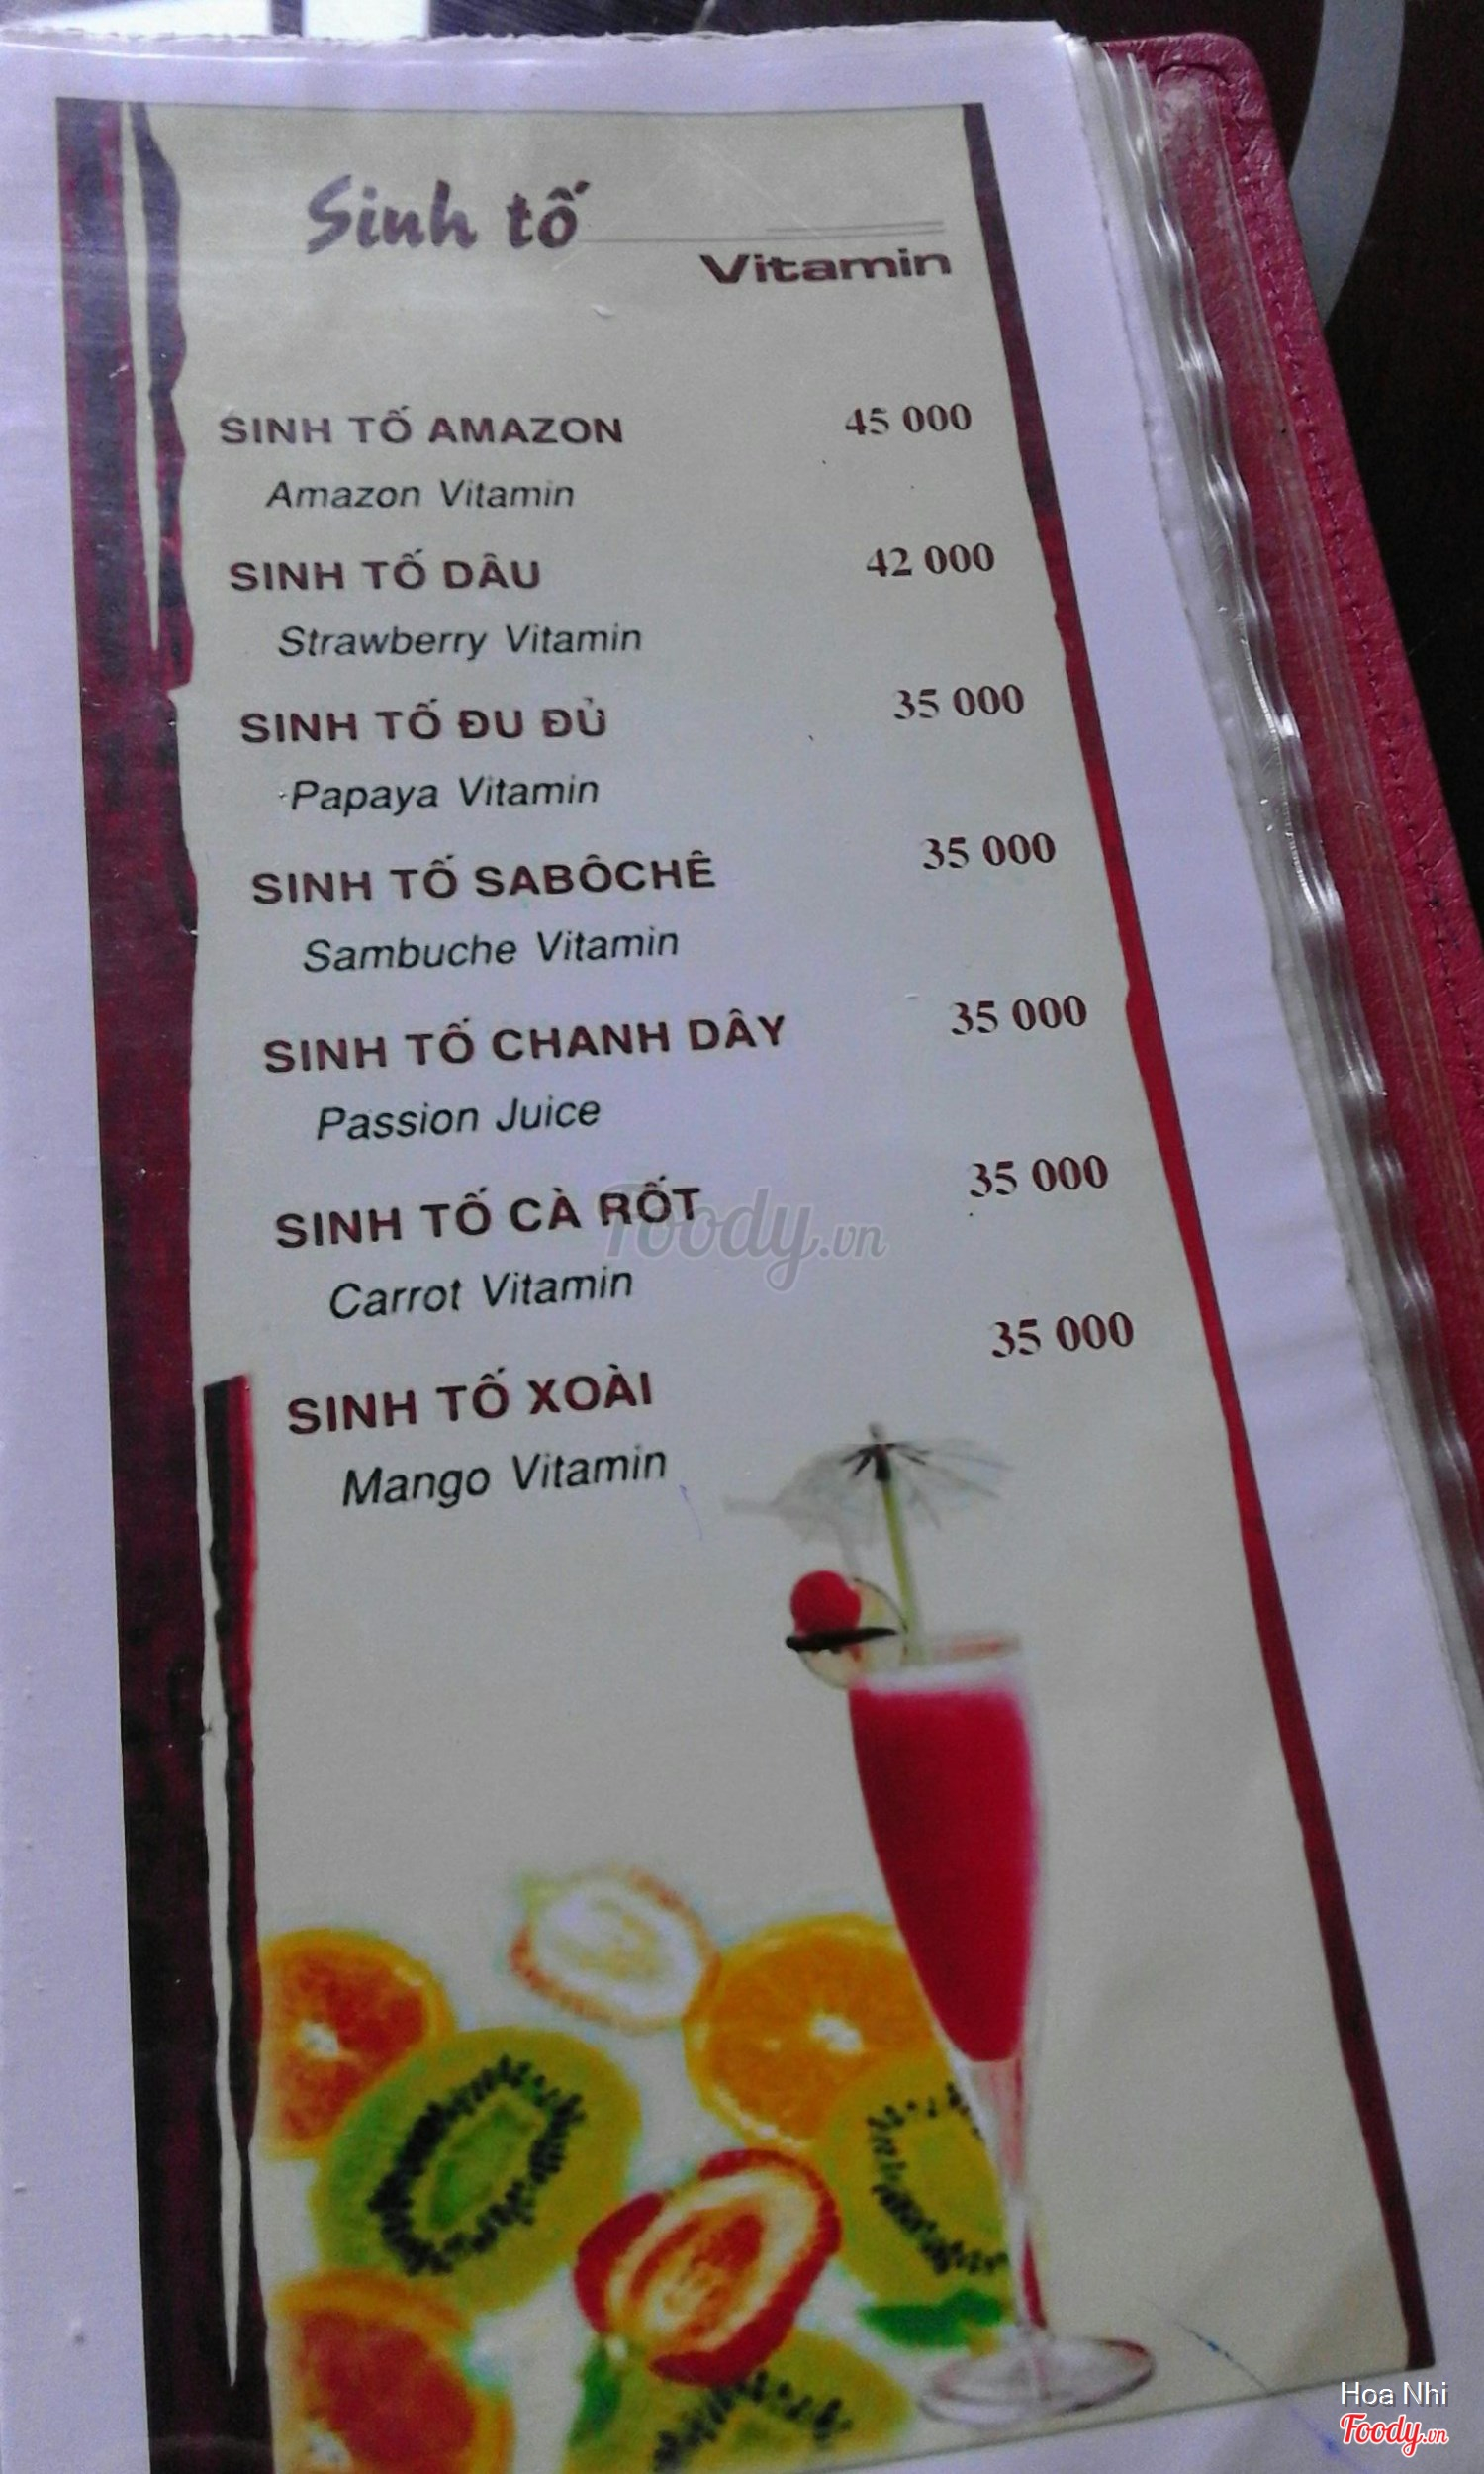 Sinh tố
Vitamin
SINH TỐ AMAZON 45 000
Amazon Vitamin
SINH TỐ DÂU 42 000
Strawberry Vitamin
SINH TỐ ĐU ĐỦ 35 000
Papaya Vitamin
SINH TỐ SABÔCHÊ 35 000
Sambuche Vitamin
SINH TỐ CHANH DÂY 35 000
Passion Juice
SINH TỐ CÀ RỐT 35 000
Foody.vn
Carrot Vitamin
SINH TỐ XOÀI 35 000
Mango Vitamin
Hoa Nhi
Foody.vn